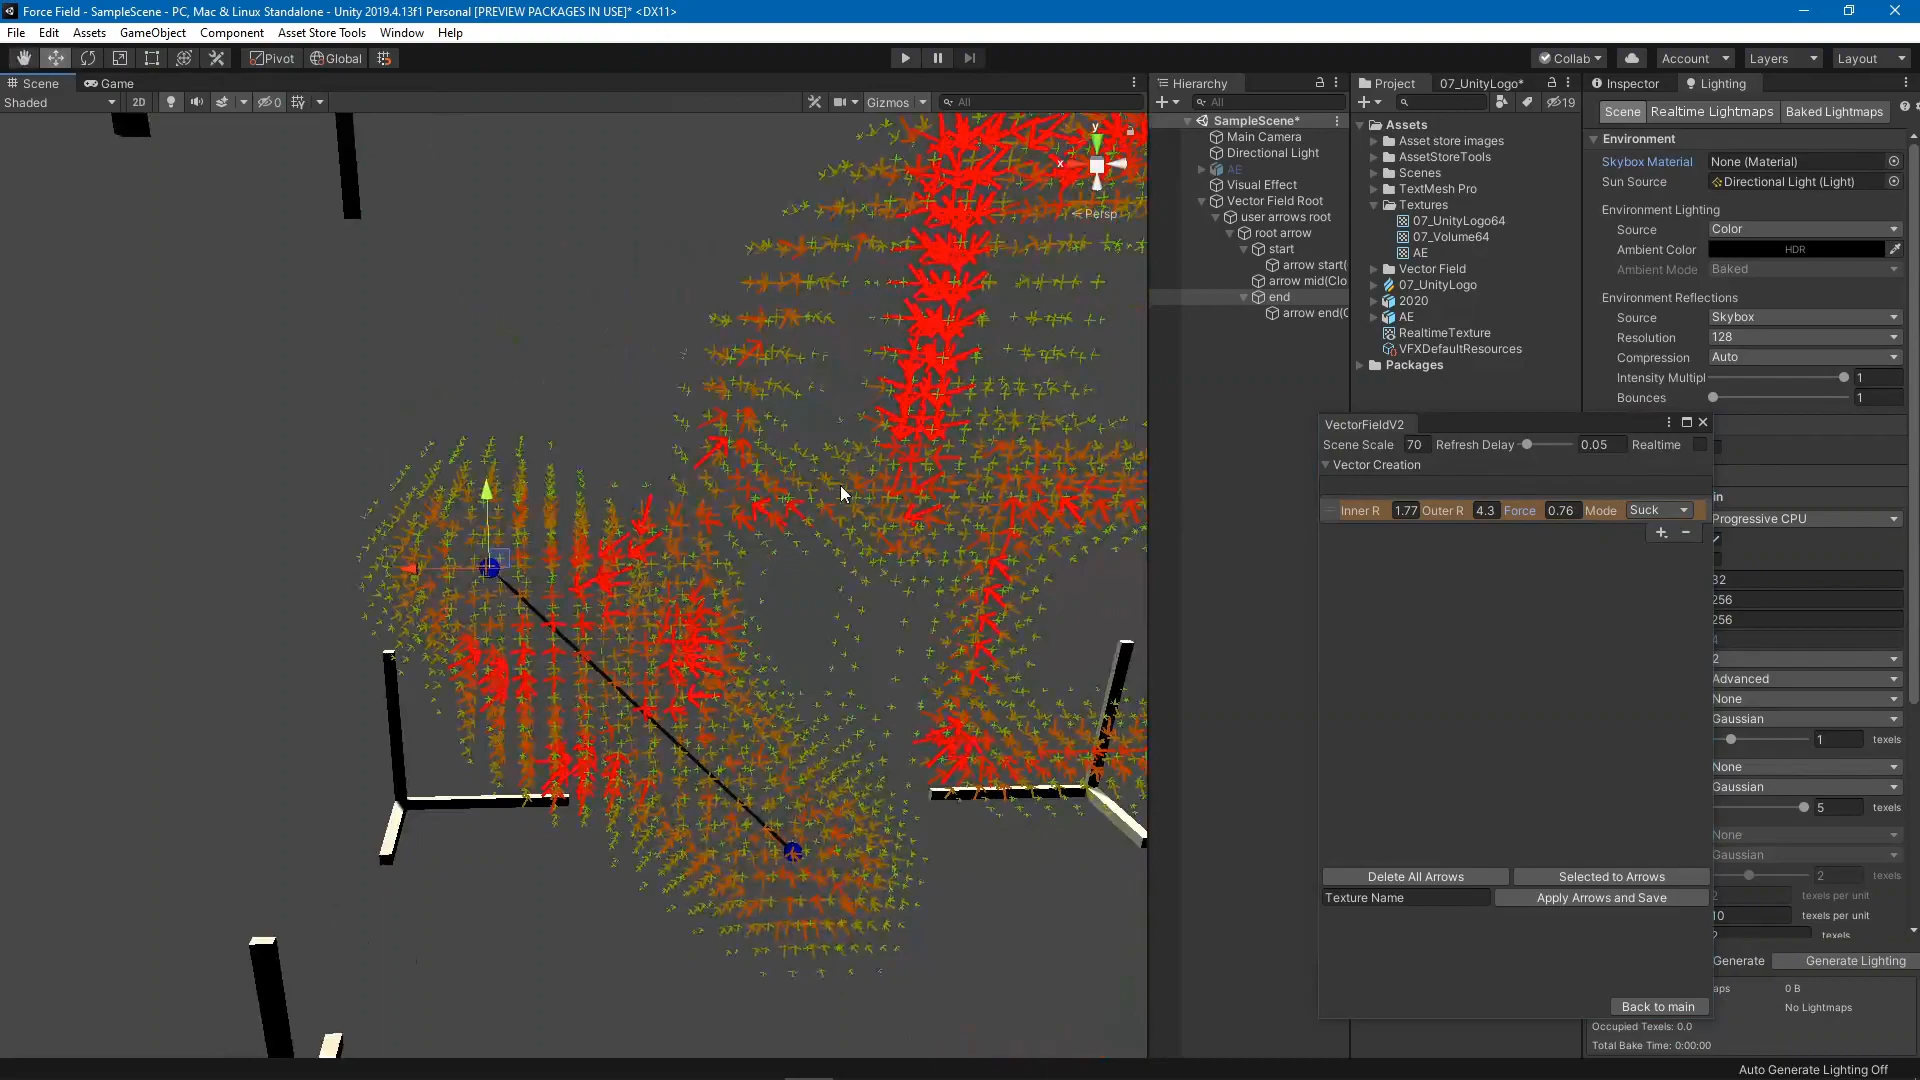 Force Field - SampleScene - PC, Mac & Linux Standalone - Unity 2019.4.13f1 Personal [PREVIEW PACKAGES IN USE]* <DX11>
File Edit Assets GameObject Component Asset Store Tools Window Help
Pivot Global Collab Account Layers Layout
Scene Game
Shaded 2D 0 Gizmos All
y
x
Persp
Hierarchy
All
SampleScene*
Main Camera
Directional Light
AE
Visual Effect
Vector Field Root
user arrows root
root arrow
start
arrow start(
arrow mid(Clo
end
arrow end(C
Project 07_UnityLogo*
19
Assets
Asset store images
AssetStoreTools
Scenes
TextMesh Pro
Textures
07_UnityLogo64
07_Volume64
AE
Vector Field
07_UnityLogo
2020
AE
RealtimeTexture
VFXDefaultResources
Packages
Inspector Lighting
Scene Realtime Lightmaps Baked Lightmaps
Environment
Skybox Material None (Material)
Sun Source Directional Light (Light)
Environment Lighting
Source Color
Ambient Color HDR
Ambient Mode Baked
Environment Reflections
Source Skybox
Resolution 128
Compression Auto
Intensity Multipl 1
Bounces 1
VectorFieldV2
Scene Scale 70 Refresh Delay 0.05 Realtime
Vector Creation
Inner R 1.77 Outer R 4.3 Force 0.76 Mode Suck
+ -
Delete All Arrows Selected to Arrows
Texture Name Apply Arrows and Save
Back to main
in
Progressive CPU
32
256
256
4
2
Advanced
None
Gaussian
1 texels
None
Gaussian
5 texels
None
Gaussian
2 texels
2 texels per unit
10 texels per unit
2 texels
Generate Generate Lighting
aps 0 B
No Lightmaps
Occupied Texels: 0.0
Total Bake Time: 0:00:00
Auto Generate Lighting Off